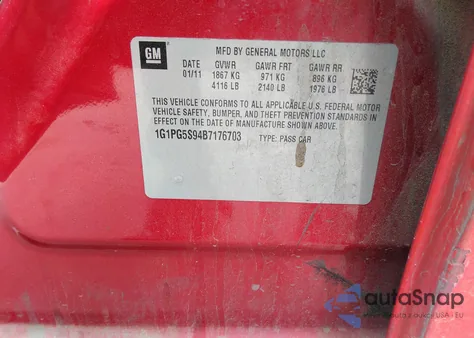 GM
MFD BY GENERAL MOTORS LLC
DATE GVWR GAWR FRT GAWR RR
01/11 1867 KG 971 KG 896 KG
4116 LB 2140 LB 1976 LB
THIS VEHICLE CONFORMS TO ALL APPLICABLE U.S. FEDERAL MOTOR
VEHICLE SAFETY, BUMPER, AND THEFT PREVENTION STANDARDS IN
EFFECT ON THE DATE OF MANUFACTURE SHOWN ABOVE.
1G1PG5S94B7176703 TYPE: PASS CAR
autaSnap